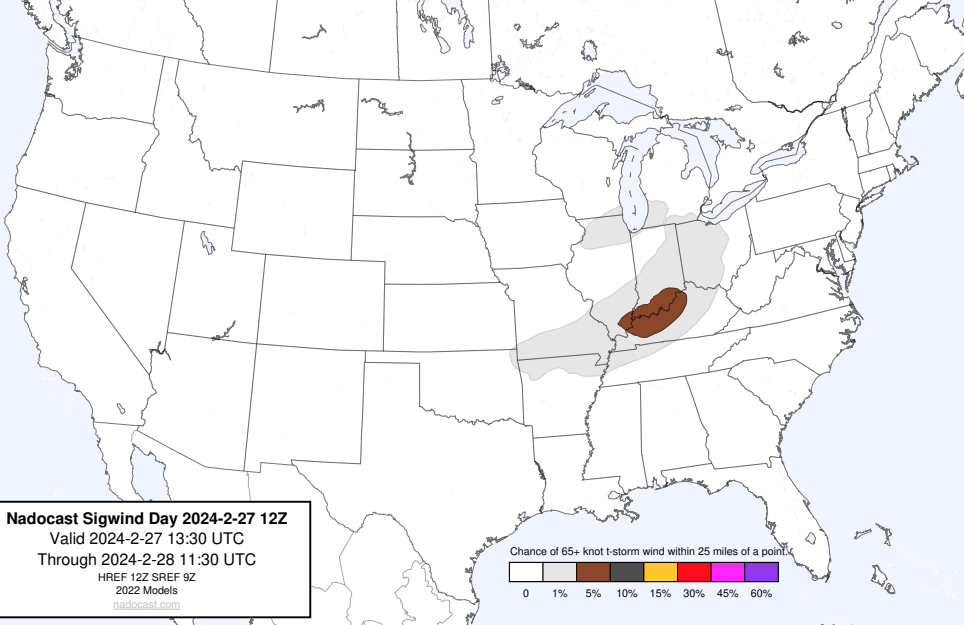 Nadocast Sigwind Day 2024-2-27 12Z
Valid 2024-2-27 13:30 UTC
Through 2024-2-28 11:30 UTC
HREF 12Z SREF 9Z
2022 Models
nadocast.com
Chance of 65+ knot t-storm wind within 25 miles of a point.
0 1% 5% 10% 15% 30% 45% 60%